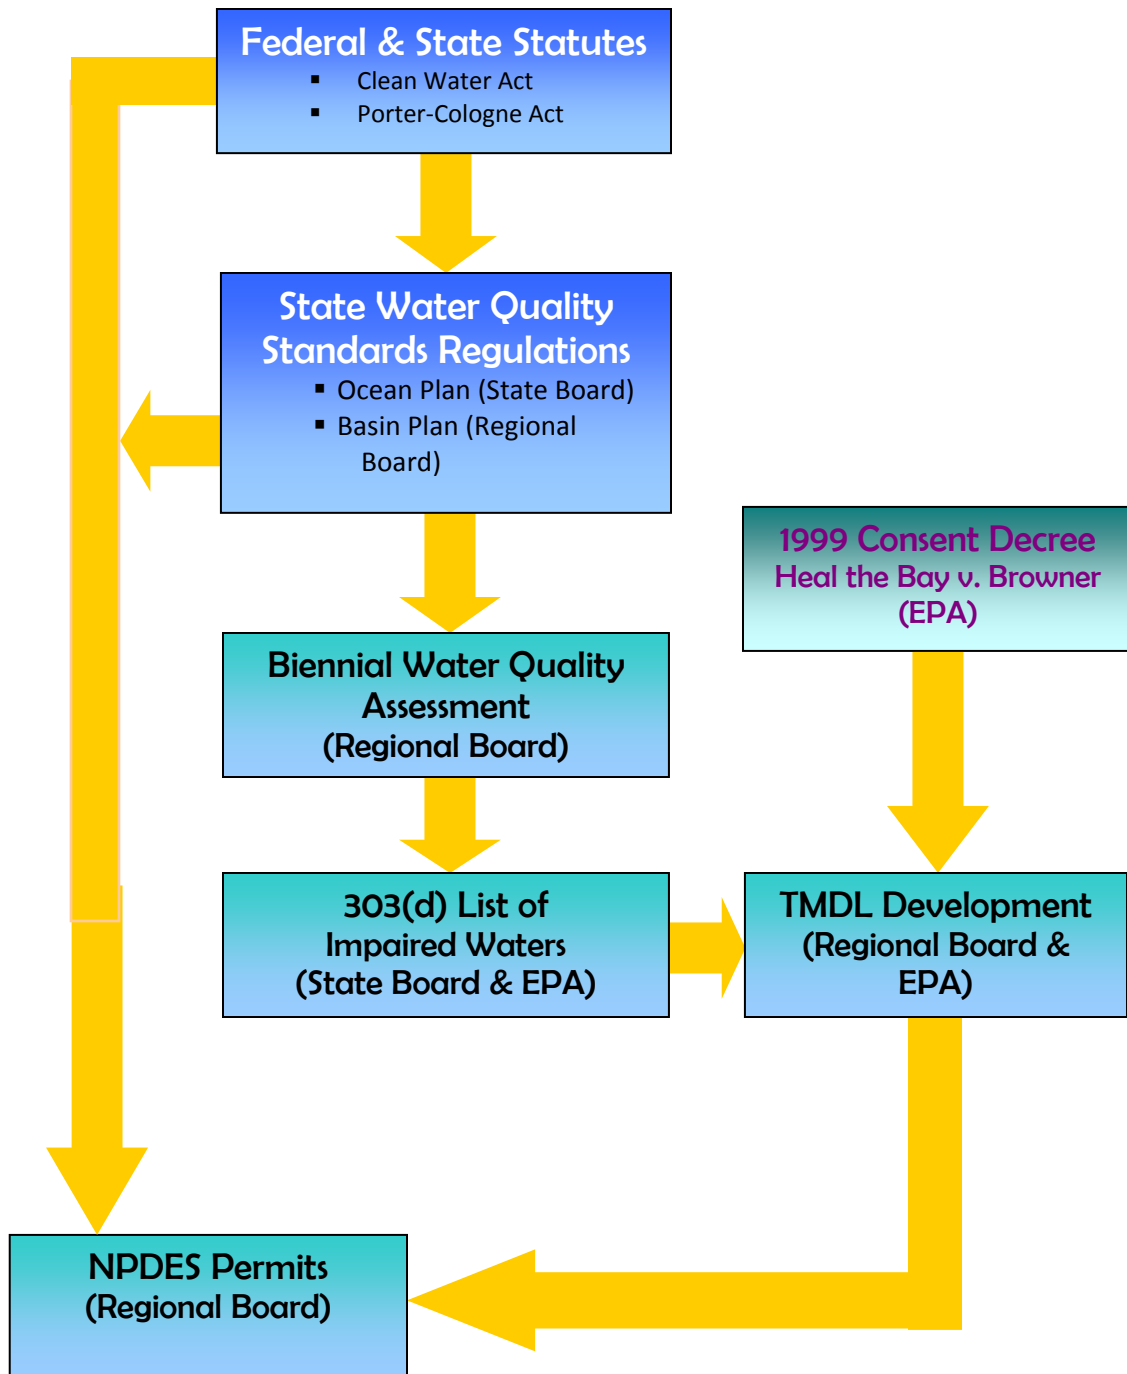 Federal & State Statutes
▪ Clean Water Act
▪ Porter-Cologne Act
State Water Quality
Standards Regulations
▪ Ocean Plan (State Board)
▪ Basin Plan (Regional
Board)
1999 Consent Decree
Heal the Bay v. Browner
(EPA)
Biennial Water Quality
Assessment
(Regional Board)
303(d) List of
Impaired Waters
(State Board & EPA)
TMDL Development
(Regional Board &
EPA)
NPDES Permits
(Regional Board)